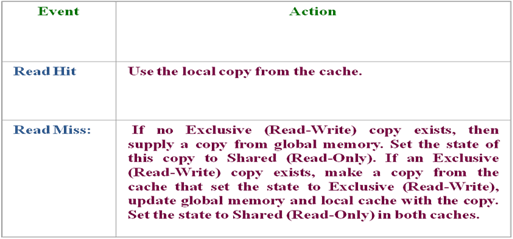 Event Action
Read Hit Use the local copy from the cache.
Read Miss: If no Exclusive (Read-Write) copy exists, then
supply a copy from global memory. Set the state of
this copy to Shared (Read-Only). If an Exclusive
(Read-Write) copy exists, make a copy from the
cache that set the state to Exclusive (Read-Write),
update global memory and local cache with the copy.
Set the state to Shared (Read-Only) in both caches.